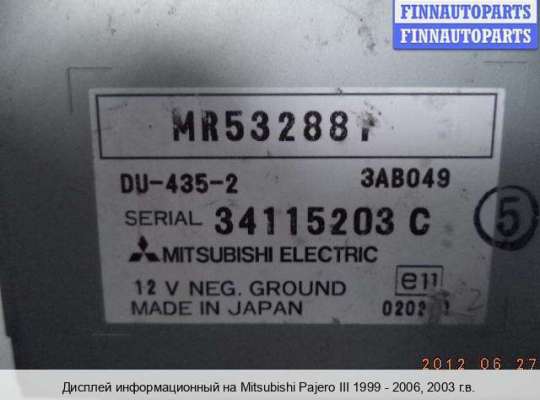 FINNAUTOPARTS
FINNAUTOPARTS
MR532881
DU-435-2 3AB049
SERIAL 34115203 C
5
MITSUBISHI ELECTRIC
12 V NEG. GROUND e11
MADE IN JAPAN
2012 06 27
Дисплей информационный на Mitsubishi Pajero III 1999 - 2006, 2003 г.в.